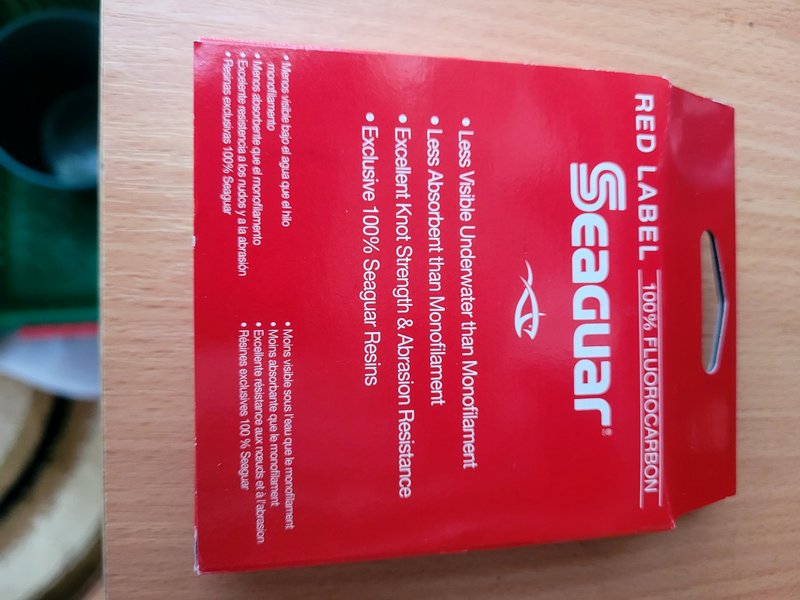 RED LABEL 100% FLUOROCARBON
Seaguar®
• Less Visible Underwater than Monofilament
• Less Absorbent than Monofilament
• Excellent Knot Strength & Abrasion Resistance
• Exclusive 100% Seaguar Resins
• Menos visible bajo el agua que el hilo
monofilamento
• Menos absorbente que el monofilamento
• Excelente resistencia a los nudos y a la abrasión
• Resinas exclusivas 100% Seaguar
• Moins visible sous l'eau que le monofilament
• Moins absorbante que le monofilament
• Excellente résistance aux nœuds et à l'abrasion
• Résines exclusives 100 % Seaguar